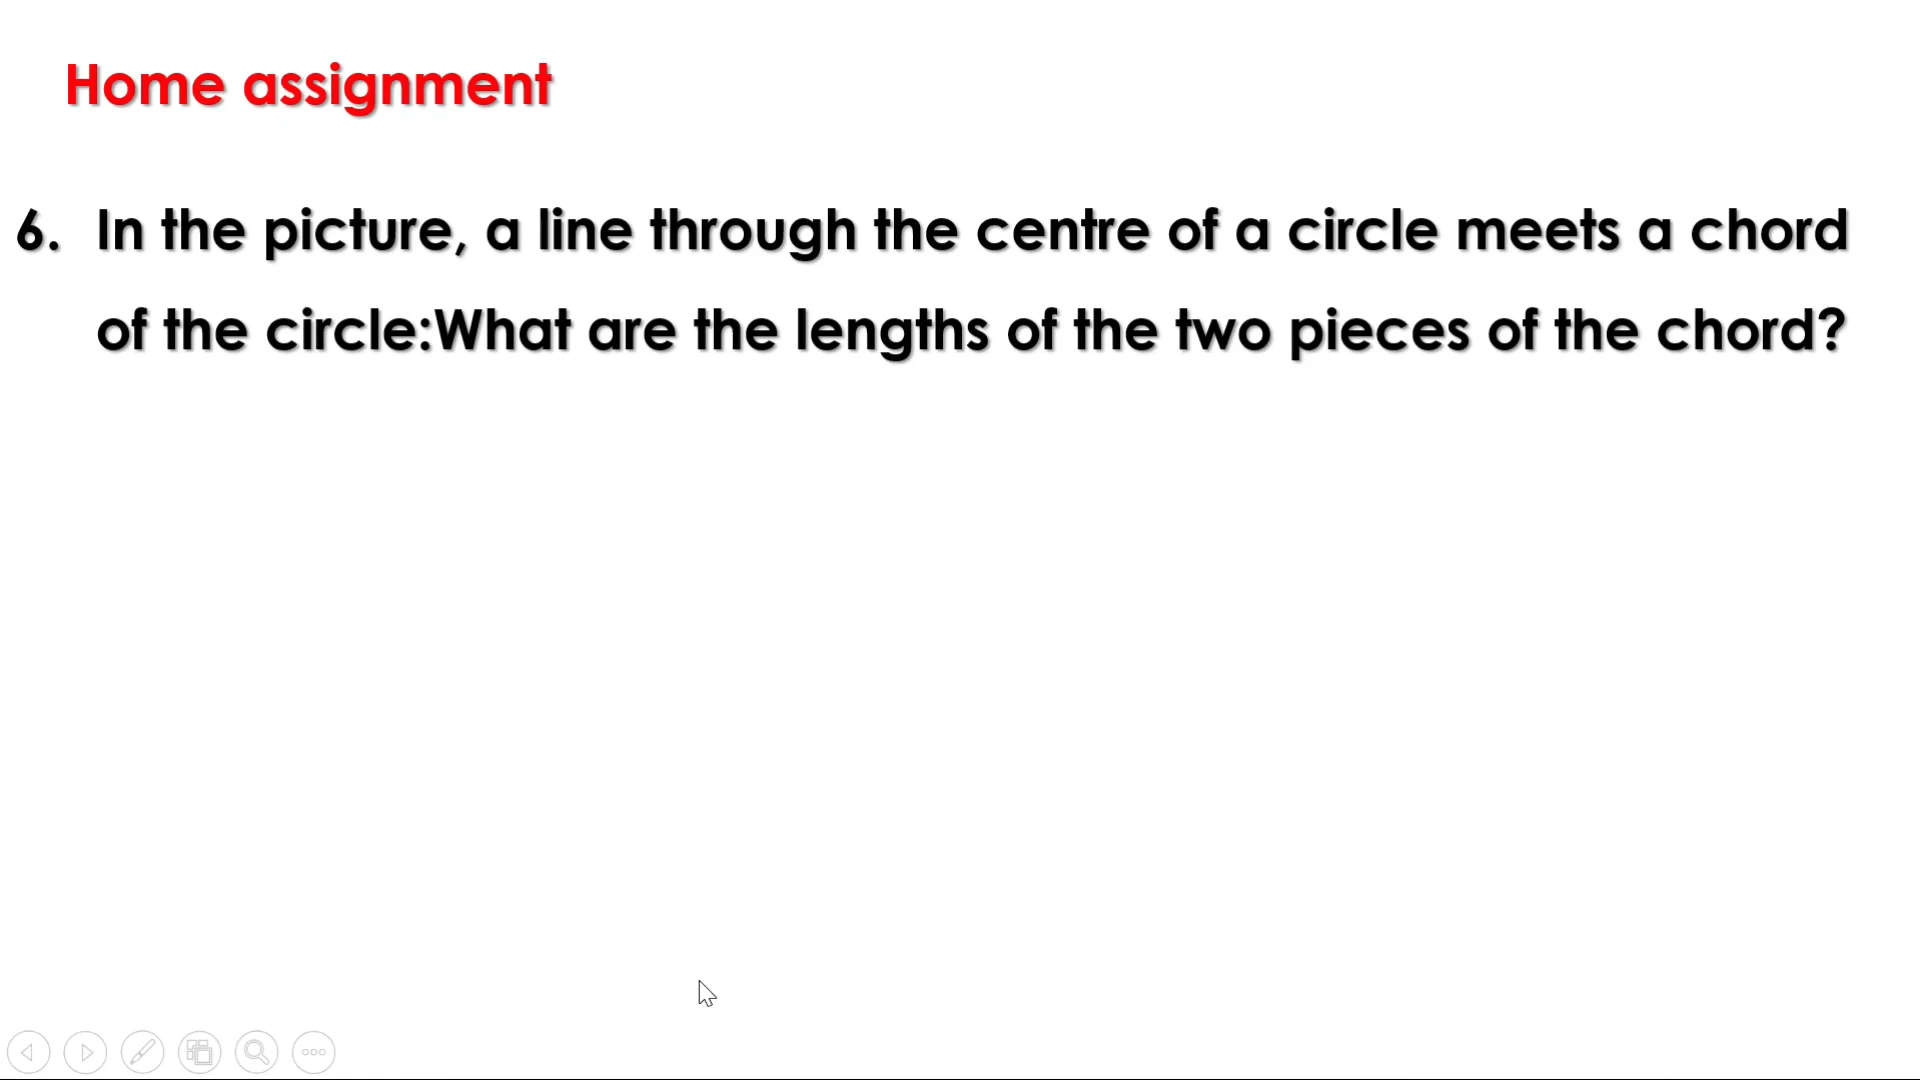 Home assignment
6. In the picture, a line through the centre of a circle meets a chord
of the circle:What are the lengths of the two pieces of the chord?